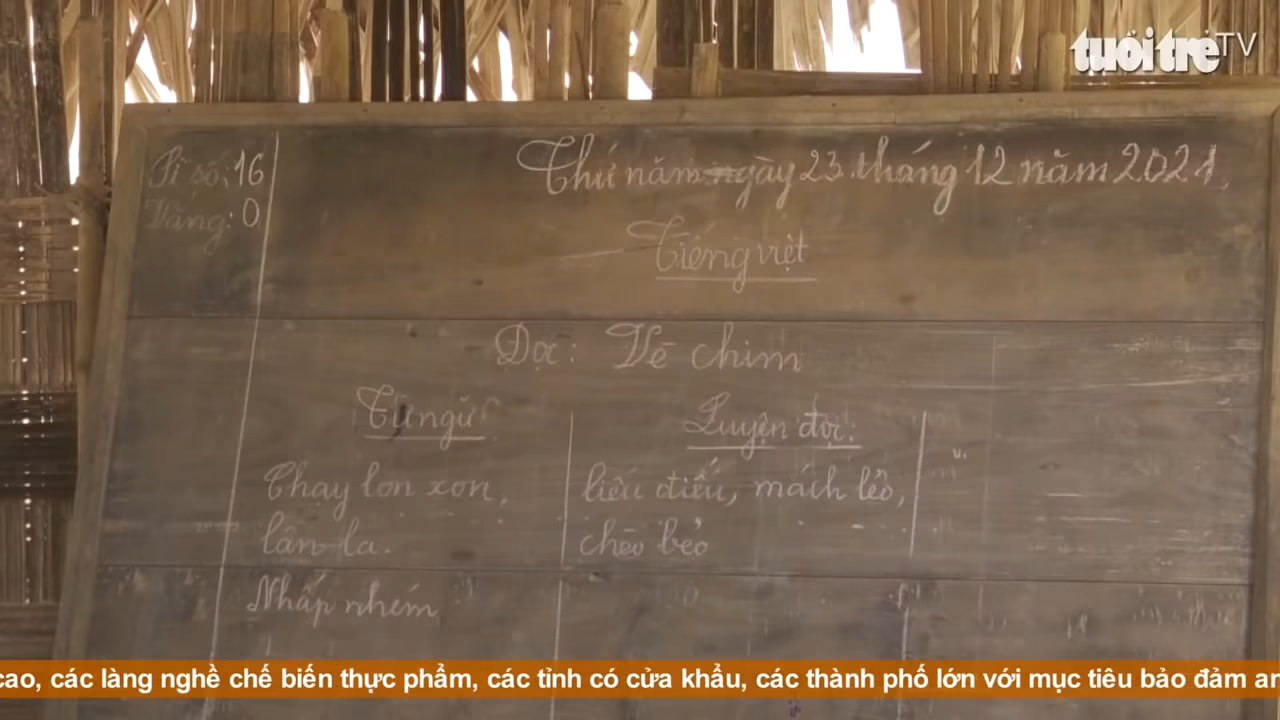 tuổi trẻ TV
Sĩ số: 16
Vắng: 0
Thứ năm ngày 23 tháng 12 năm 2021
Tiếng việt
Đọc: Vè chim
Từ ngữ
Chạy lon xon,
lân la.
Nhấp nhem
Luyện đọc:
liếu điếu, mách lẻo,
chèo bẻo
cao, các làng nghề chế biến thực phẩm, các tỉnh có cửa khẩu, các thành phố lớn với mục tiêu bảo đảm an